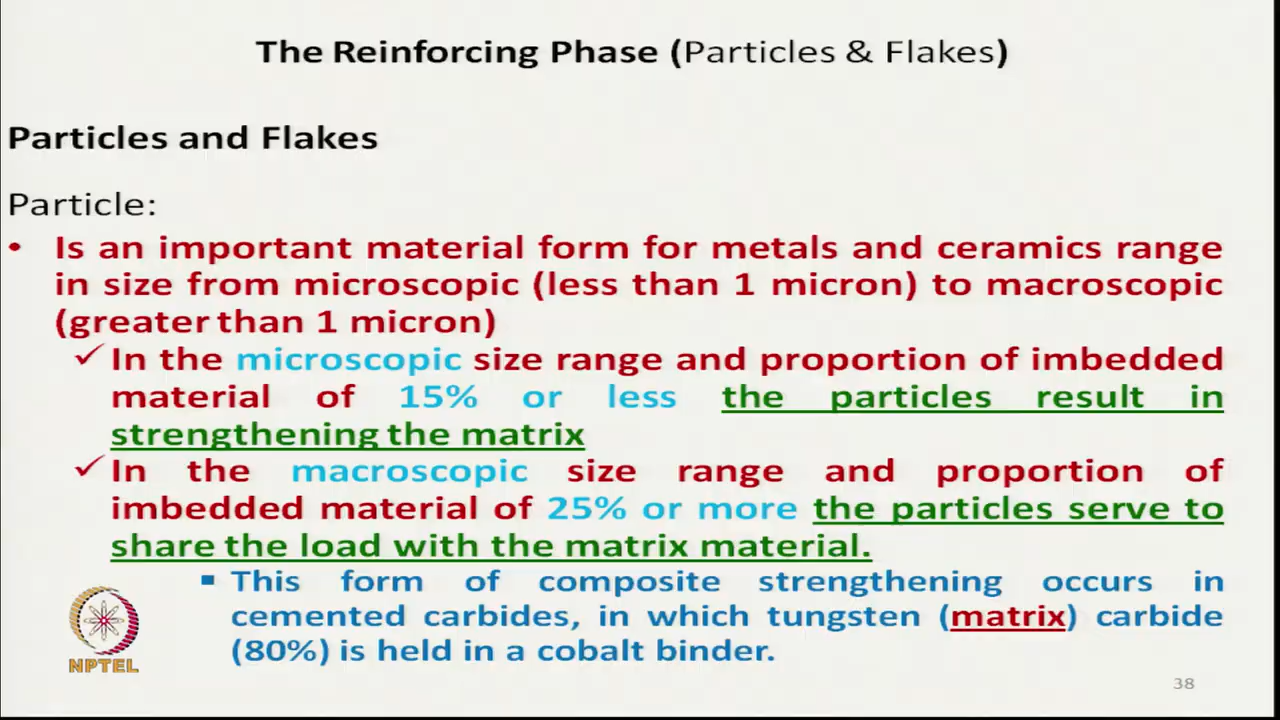 The Reinforcing Phase (Particles & Flakes)
Particles and Flakes
Particle:
• Is an important material form for metals and ceramics range
in size from microscopic (less than 1 micron) to macroscopic
(greater than 1 micron)
✓ In the microscopic size range and proportion of imbedded
material of 15% or less the particles result in
strengthening the matrix
✓ In the macroscopic size range and proportion of
imbedded material of 25% or more the particles serve to
share the load with the matrix material.
▪ This form of composite strengthening occurs in
cemented carbides, in which tungsten (matrix) carbide
(80%) is held in a cobalt binder.
NPTEL
38